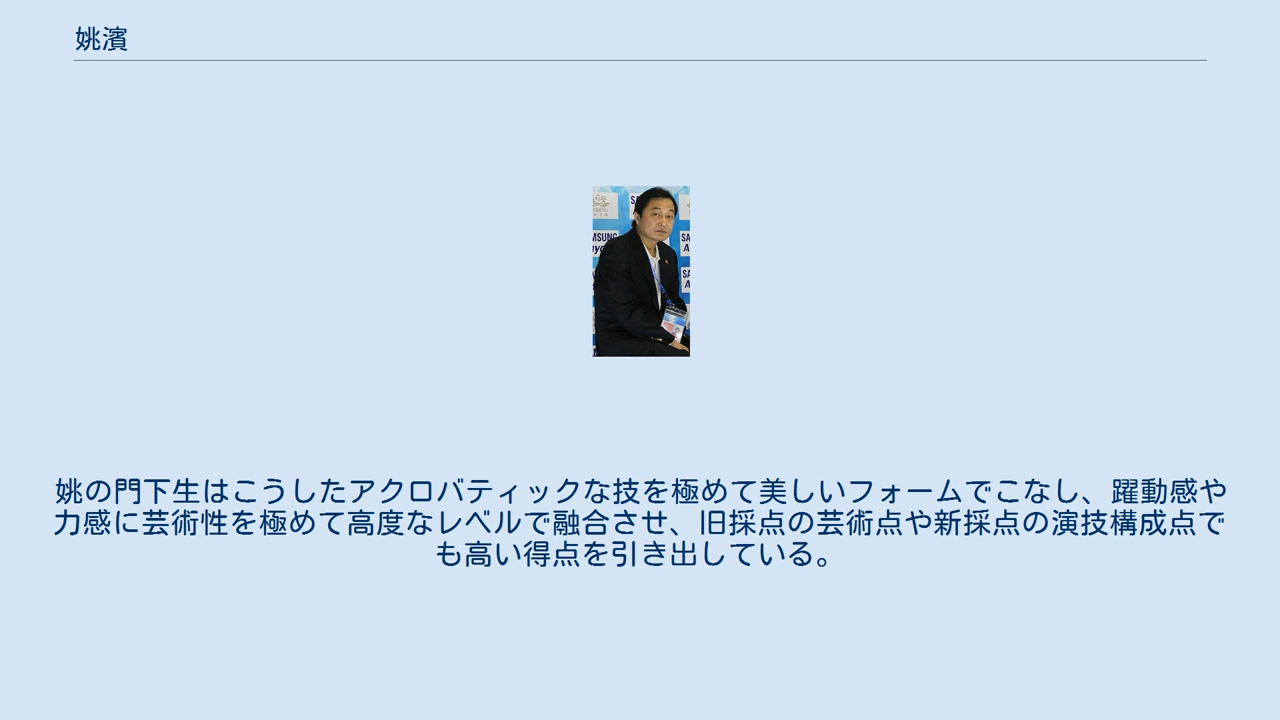 姚濱
姚の門下生はこうしたアクロバティックな技を極めて美しいフォームでこなし、躍動感や
力感に芸術性を極めて高度なレベルで融合させ、旧採点の芸術点や新採点の演技構成点で
も高い得点を引き出している。